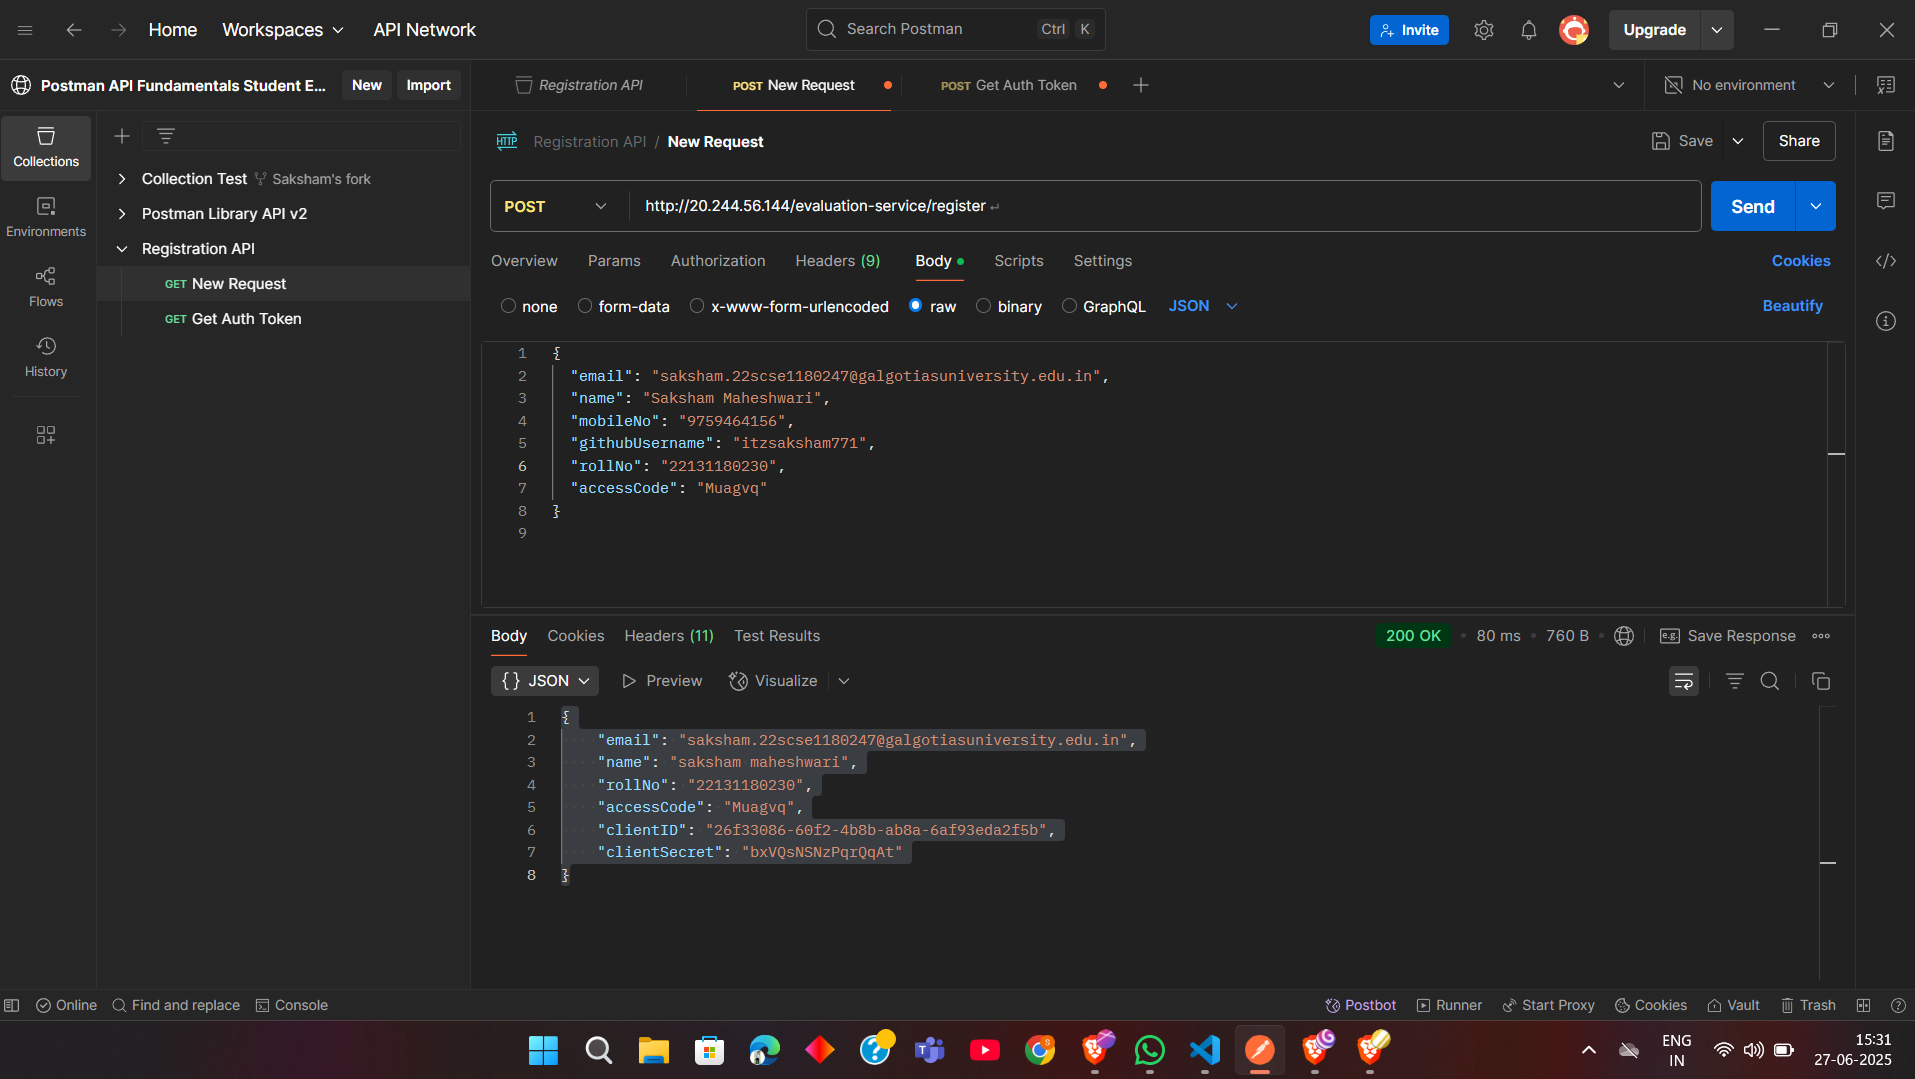 Home Workspaces API Network Search Postman Ctrl K Invite Upgrade
Postman API Fundamentals Student E... New Import Registration API POST New Request POST Get Auth Token No environment
Collections
Environments
Flows
History
Collection Test Saksham's fork
Postman Library API v2
Registration API
GET New Request
GET Get Auth Token
HTTP Registration API / New Request Save Share
POST http://20.244.56.144/evaluation-service/register Send
Overview Params Authorization Headers (9) Body Scripts Settings Cookies
none form-data x-www-form-urlencoded raw binary GraphQL JSON Beautify
1 {
2 "email": "saksham.22scse1180247@galgotiasuniversity.edu.in",
3 "name": "Saksham Maheshwari",
4 "mobileNo": "9759464156",
5 "githubUsername": "itzsaksham771",
6 "rollNo": "22131180230",
7 "accessCode": "Muagvq"
8 }
9
Body Cookies Headers (11) Test Results 200 OK • 80 ms • 760 B • e.g. Save Response
{} JSON Preview Visualize
1 {
2 "email": "saksham.22scse1180247@galgotiasuniversity.edu.in",
3 "name": "saksham maheshwari",
4 "rollNo": "22131180230",
5 "accessCode": "Muagvq",
6 "clientID": "26f33086-60f2-4b8b-ab8a-6af93eda2f5b",
7 "clientSecret": "bxVQsNSNzPqrQqAt"
8 }
Online Find and replace Console Postbot Runner Start Proxy Cookies Vault Trash
ENG
IN
15:31
27-06-2025